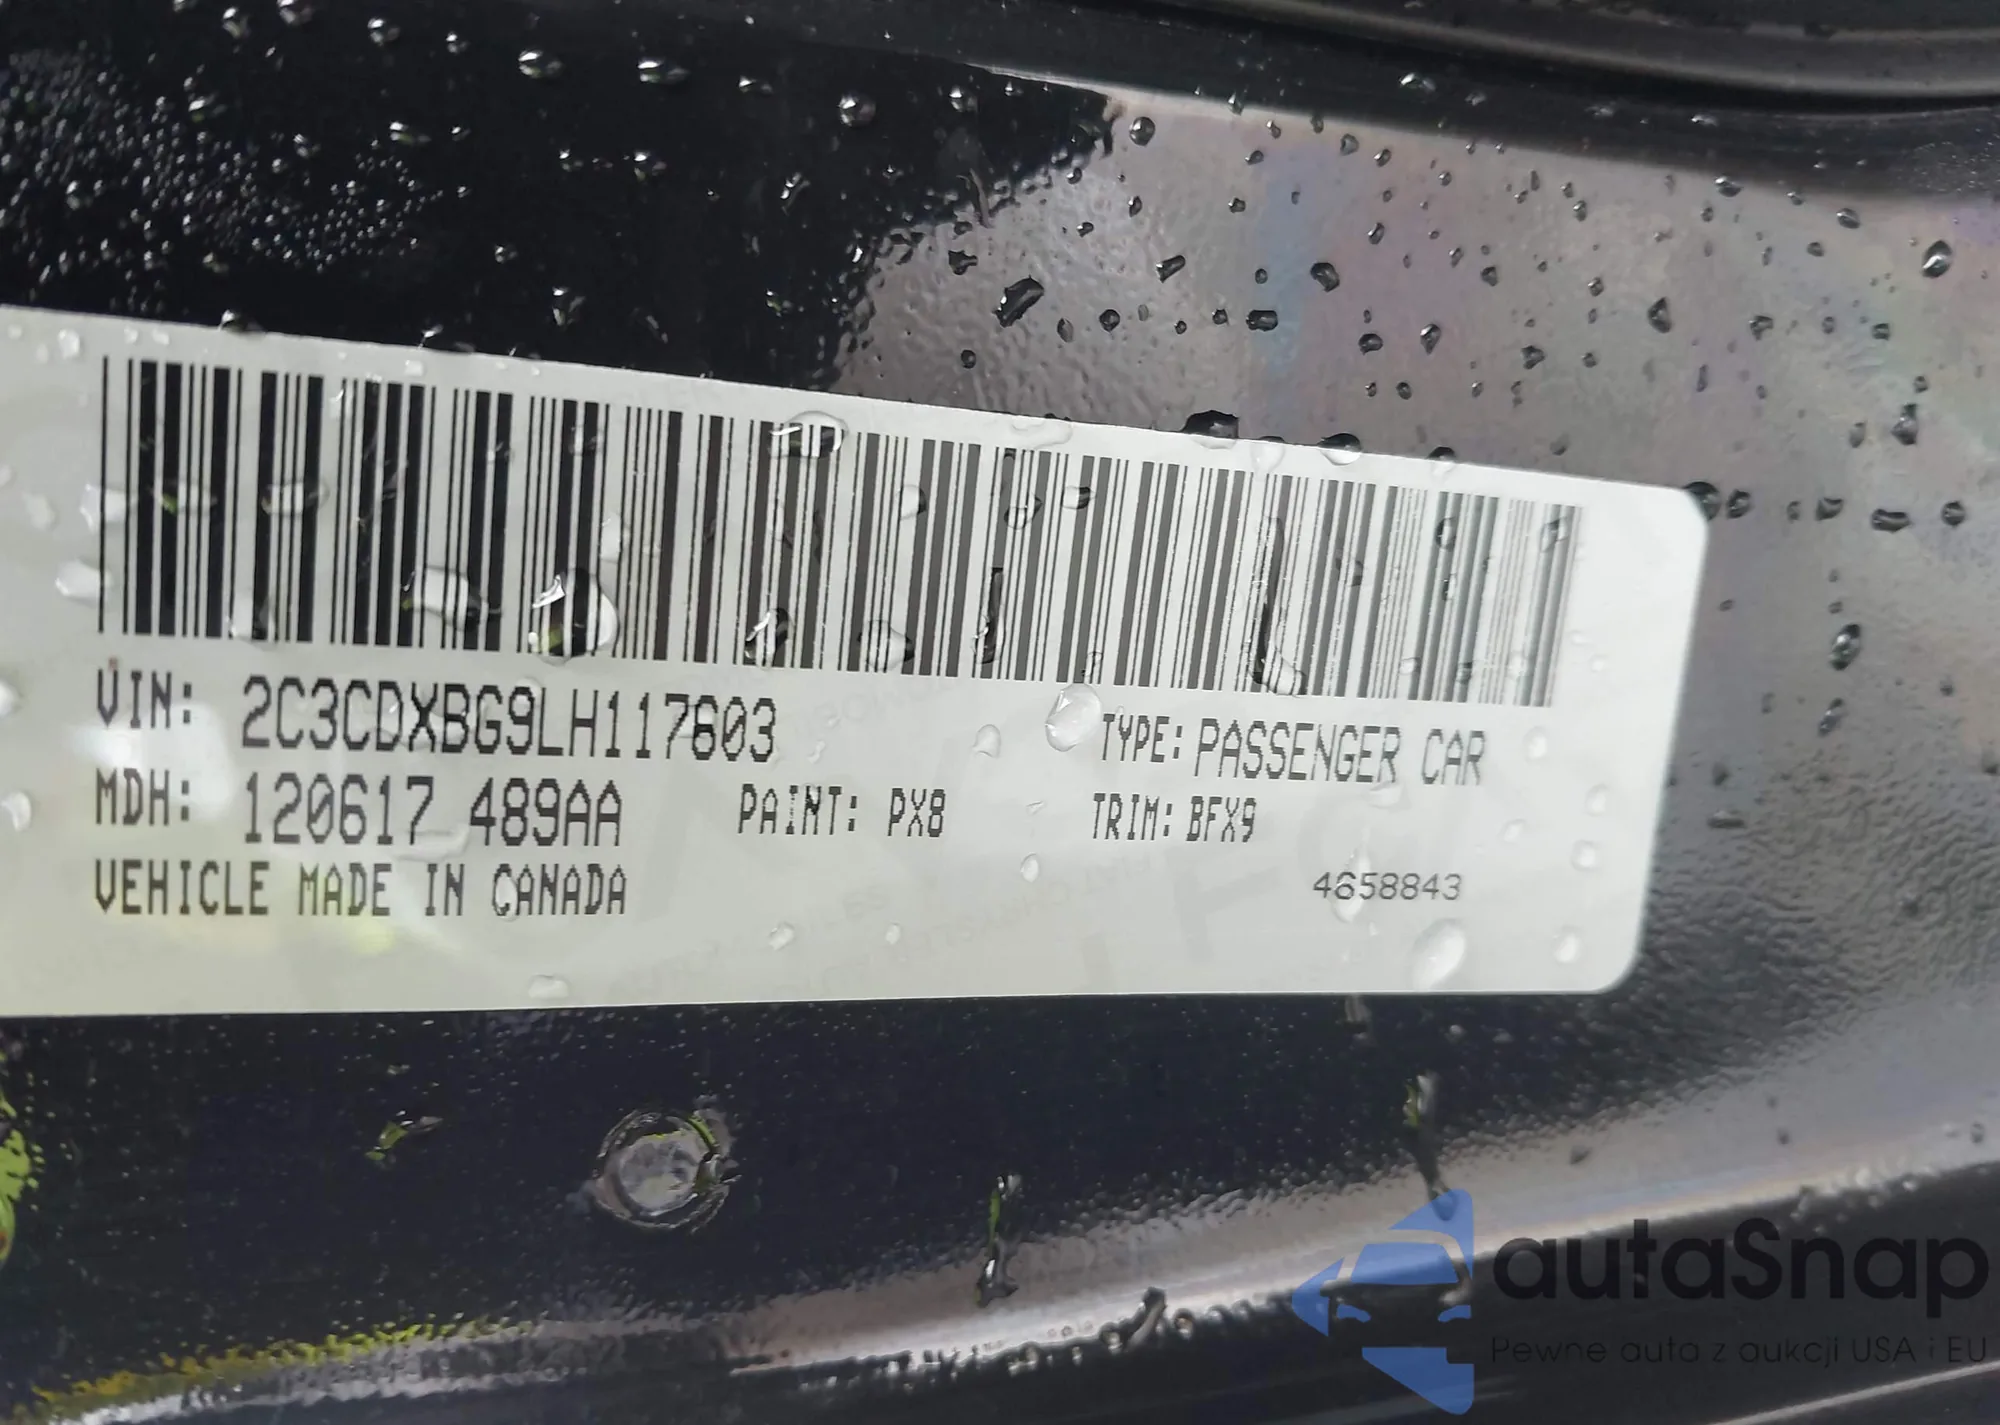 VIN: 2C3CDXBG9LH117603 TYPE: PASSENGER CAR
MDH: 120617 489AA PAINT: PX8 TRIM: BFX9
VEHICLE MADE IN CANADA 4658843
autaSnap
Pewne auta z aukcji USA i EU